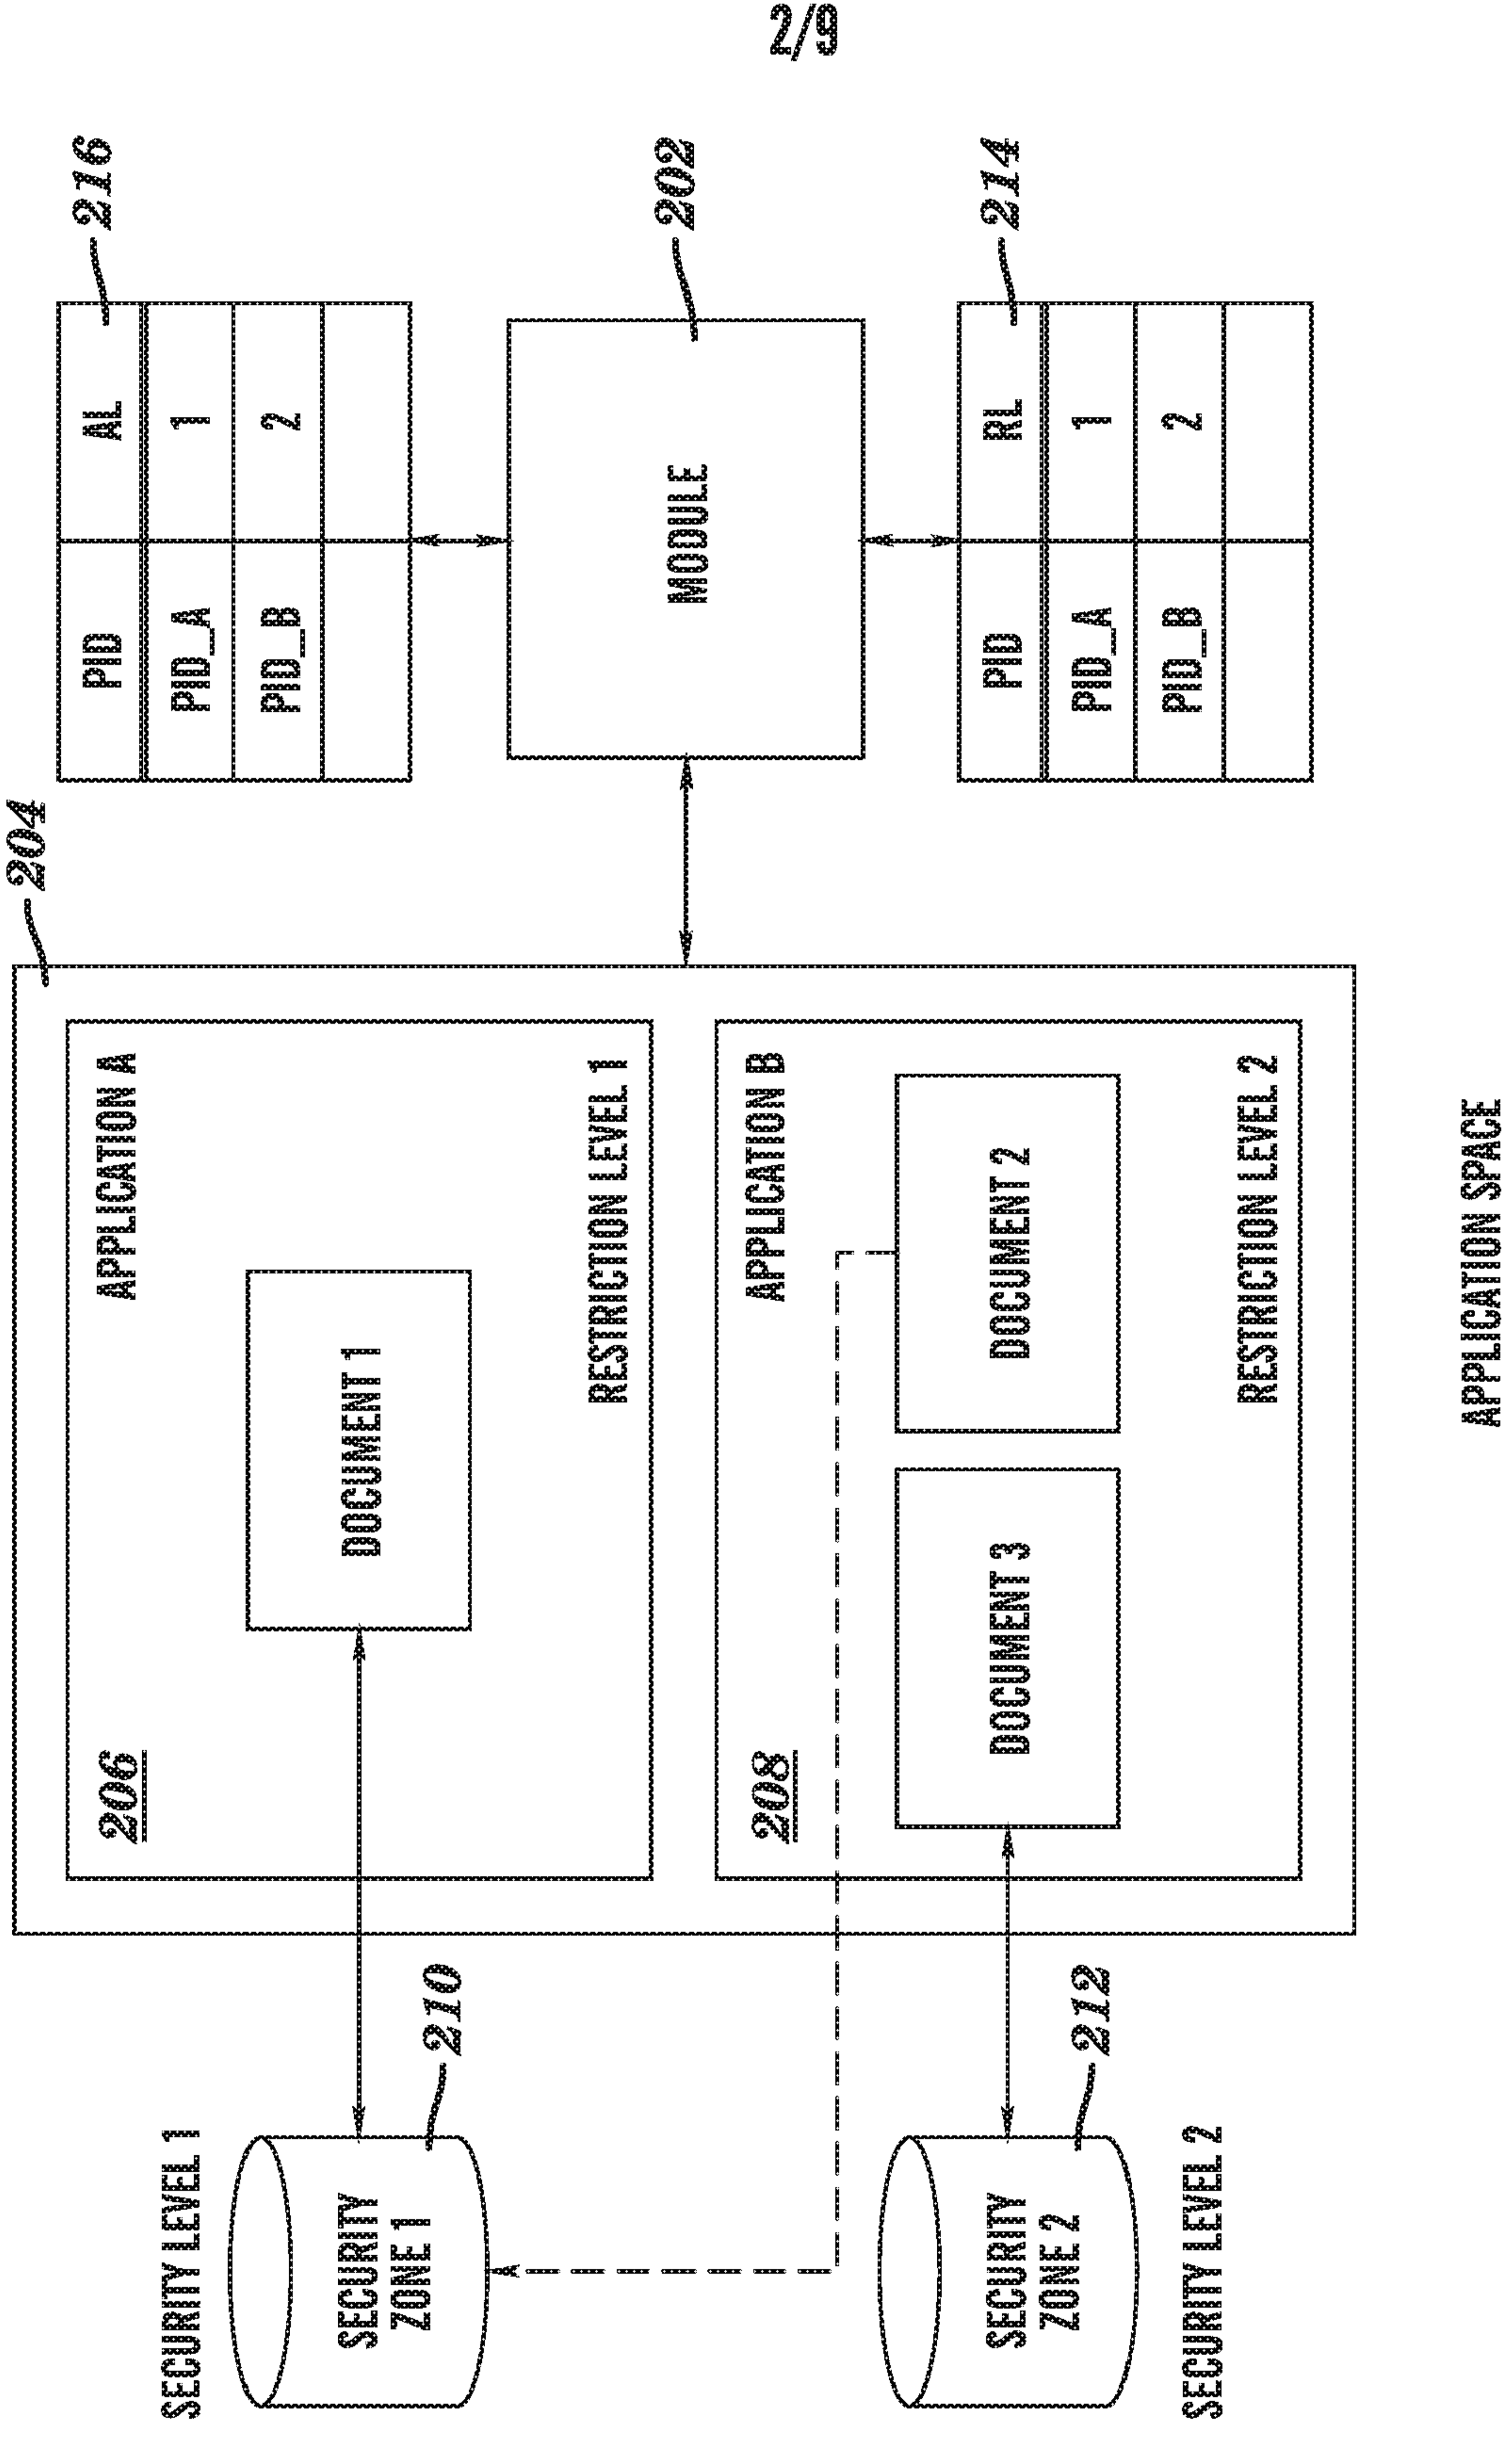 2/9
204
SECURITY LEVEL 1
SECURITY
ZONE 1
210
206
APPLICATION A
DOCUMENT 1
RESTRICTION LEVEL 1
PID AL
PID_A 1
PID_B 2
216
MODULE
202
SECURITY
ZONE 2
212
SECURITY LEVEL 2
208
APPLICATION B
DOCUMENT 3
DOCUMENT 2
RESTRICTION LEVEL 2
PID RL
PID_A 1
PID_B 2
214
APPLICATION SPACE